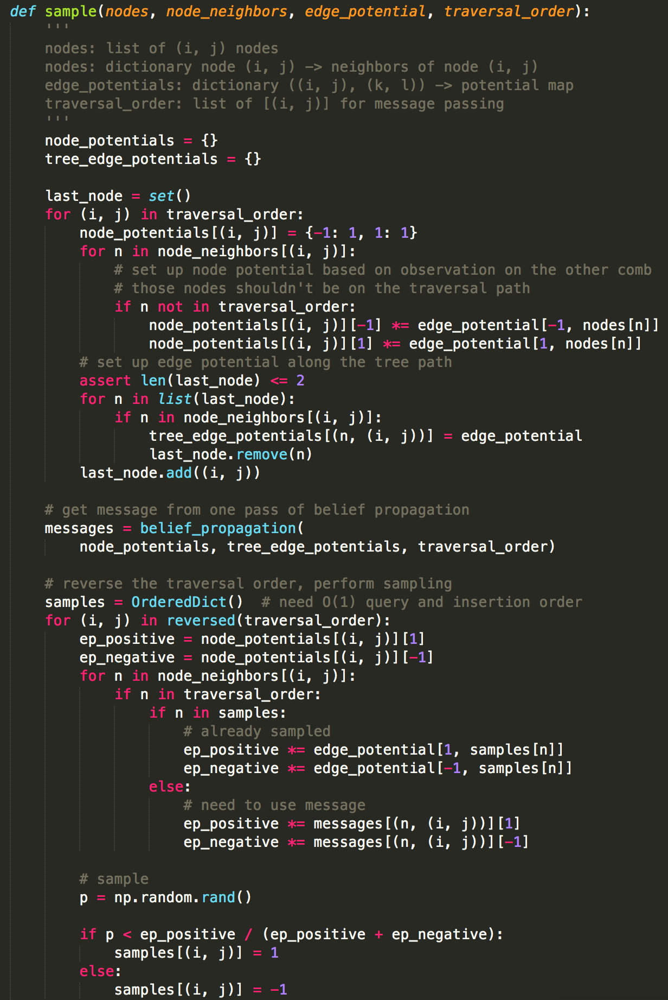 def sample(nodes, node_neighbors, edge_potential, traversal_order):
    '''
    nodes: list of (i, j) nodes
    nodes: dictionary node (i, j) -> neighbors of node (i, j)
    edge_potentials: dictionary ((i, j), (k, l)) -> potential map
    traversal_order: list of [(i, j)] for message passing
    '''
    node_potentials = {}
    tree_edge_potentials = {}

    last_node = set()
    for (i, j) in traversal_order:
        node_potentials[(i, j)] = {-1: 1, 1: 1}
        for n in node_neighbors[(i, j)]:
            # set up node potential based on observation on the other comb
            # those nodes shouldn't be on the traversal path
            if n not in traversal_order:
                node_potentials[(i, j)][-1] *= edge_potential[-1, nodes[n]]
                node_potentials[(i, j)][1] *= edge_potential[1, nodes[n]]
        # set up edge potential along the tree path
        assert len(last_node) <= 2
        for n in list(last_node):
            if n in node_neighbors[(i, j)]:
                tree_edge_potentials[(n, (i, j))] = edge_potential
                last_node.remove(n)
        last_node.add((i, j))

    # get message from one pass of belief propagation
    messages = belief_propagation(
        node_potentials, tree_edge_potentials, traversal_order)

    # reverse the traversal order, perform sampling
    samples = OrderedDict()  # need O(1) query and insertion order
    for (i, j) in reversed(traversal_order):
        ep_positive = node_potentials[(i, j)][1]
        ep_negative = node_potentials[(i, j)][-1]
        for n in node_neighbors[(i, j)]:
            if n in traversal_order:
                if n in samples:
                    # already sampled
                    ep_positive *= edge_potential[1, samples[n]]
                    ep_negative *= edge_potential[-1, samples[n]]
                else:
                    # need to use message
                    ep_positive *= messages[(n, (i, j))][1]
                    ep_negative *= messages[(n, (i, j))][-1]

        # sample
        p = np.random.rand()

        if p < ep_positive / (ep_positive + ep_negative):
            samples[(i, j)] = 1
        else:
            samples[(i, j)] = -1